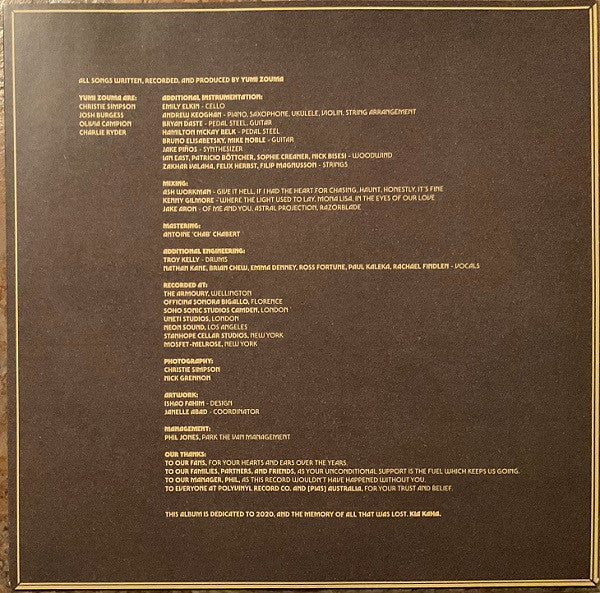 ALL SONGS WRITTEN, RECORDED, AND PRODUCED BY YUMI ZOUMA
YUMI ZOUMA ARE:
CHRISTIE SIMPSON
JOSH BURGESS
OLIVIA CAMPION
CHARLIE RYDER
ADDITIONAL INSTRUMENTATION:
EMILY ELKIN - CELLO
ANDREW KEOGHAN - PIANO, SAXOPHONE, UKULELE, VIOLIN, STRING ARRANGEMENT
BRYAN DASTE - PEDAL STEEL, GUITAR
HAMILTON MCKAY BELK - PEDAL STEEL
BRUNO ELISABETSKY, MIKE NOBLE - GUITAR
JAKE PIÑOS - SYNTHESIZER
IAN EAST, PATRICIO BÖTTCHER, SOPHIE CREANER, NICK BISESI - WOODWIND
ZAKHAR VALAHA, FELIX HERBST, FILIP MAGNUSSON - STRINGS
MIXING:
ASH WORKMAN - GIVE IT HELL, IF I HAD THE HEART FOR CHASING, HAUNT, HONESTLY, IT'S FINE
KENNY GILMORE - WHERE THE LIGHT USED TO LAY, MONA LISA, IN THE EYES OF OUR LOVE
JAKE ARON - OF ME AND YOU, ASTRAL PROJECTION, RAZORBLADE
MASTERING:
ANTOINE 'CHAB' CHABERT
ADDITIONAL ENGINEERING:
TROY KELLY - DRUMS
NATHAN KANE, BRIAN CHEW, EMMA DENNEY, ROSS FORTUNE, PAUL KALEKA, RACHAEL FINDLEN - VOCALS
RECORDED AT:
THE ARMOURY, WELLINGTON
OFFICINA SONORA BIGALLO, FLORENCE
SOHO SONIC STUDIOS CAMDEN, LONDON
UNETI STUDIOS, LONDON
NEON SOUND, LOS ANGELES
STANHOPE CELLAR STUDIOS, NEW YORK
MOSFET-MELROSE, NEW YORK
PHOTOGRAPHY:
CHRISTIE SIMPSON
NICK GRENNON
ARTWORK:
ISHAQ FAHIM - DESIGN
JANELLE ABAD - COORDINATOR
MANAGEMENT:
PHIL JONES, PARK THE VAN MANAGEMENT
OUR THANKS:
TO OUR FANS, FOR YOUR HEARTS AND EARS OVER THE YEARS.
TO OUR FAMILIES, PARTNERS, AND FRIENDS, AS YOUR UNCONDITIONAL SUPPORT IS THE FUEL WHICH KEEPS US GOING.
TO OUR MANAGER, PHIL, AS THIS RECORD WOULDN'T HAVE HAPPENED WITHOUT YOU.
TO EVERYONE AT POLYVINYL RECORD CO. AND [PIAS] AUSTRALIA, FOR YOUR TRUST AND BELIEF.
THIS ALBUM IS DEDICATED TO 2020, AND THE MEMORY OF ALL THAT WAS LOST. KIA KAHA.